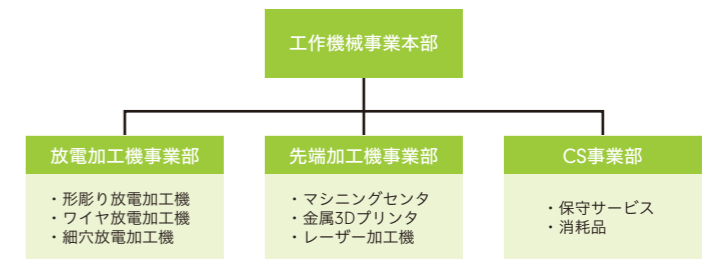 工作機械事業本部
放電加工機事業部
・形彫り放電加工機
・ワイヤ放電加工機
・細穴放電加工機
先端加工機事業部
・マシニングセンタ
・金属3Dプリンタ
・レーザー加工機
CS事業部
・保守サービス
・消耗品